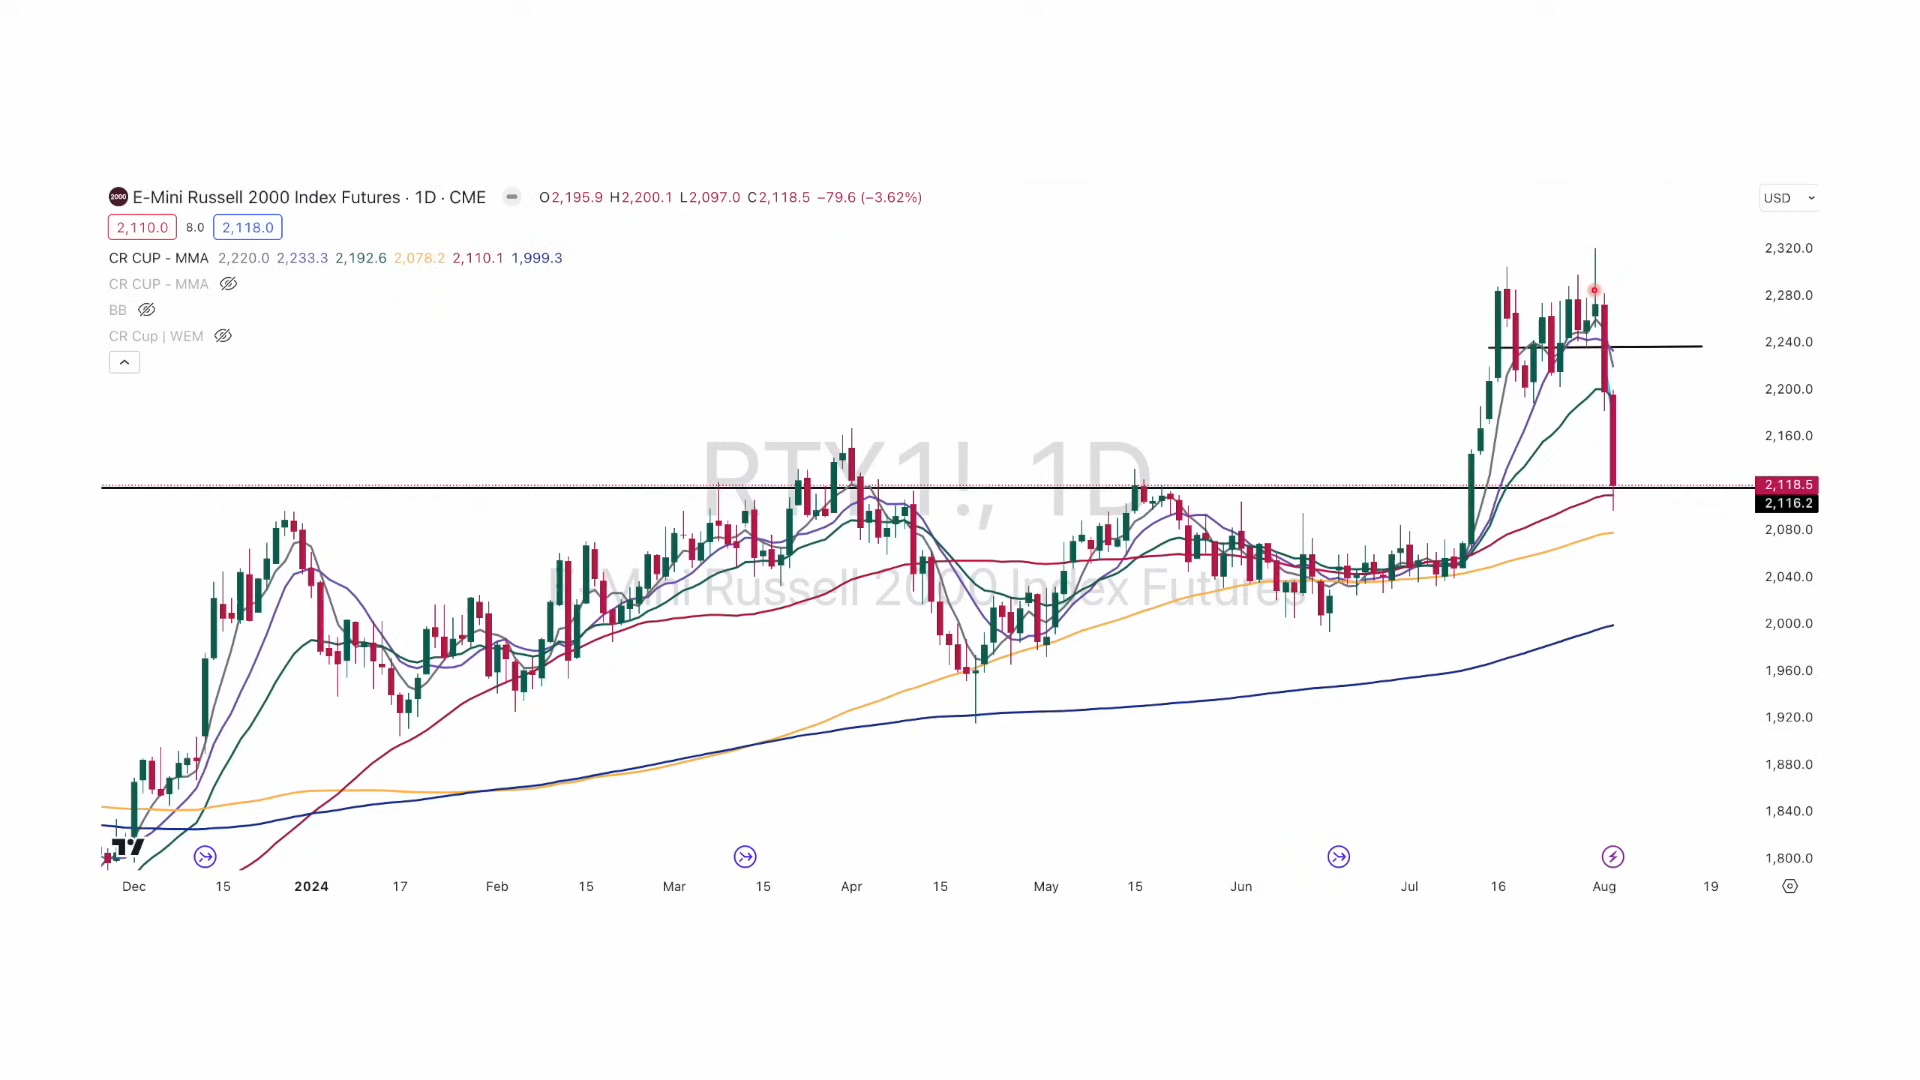 2000 E-Mini Russell 2000 Index Futures · 1D · CME O2,195.9 H2,200.1 L2,097.0 C2,118.5 −79.6 (−3.62%)
USD
2,110.0 8.0 2,118.0
CR CUP - MMA 2,220.0 2,233.3 2,192.6 2,078.2 2,110.1 1,999.3
CR CUP - MMA
BB
CR Cup | WEM
RTY1!, 1D
E-Mini Russell 2000 Index Futures
2,320.0
2,280.0
2,240.0
2,200.0
2,160.0
2,118.5
2,116.2
2,080.0
2,040.0
2,000.0
1,960.0
1,920.0
1,880.0
1,840.0
1,800.0
Dec 15 2024 17 Feb 15 Mar 15 Apr 15 May 15 Jun Jul 16 Aug 19